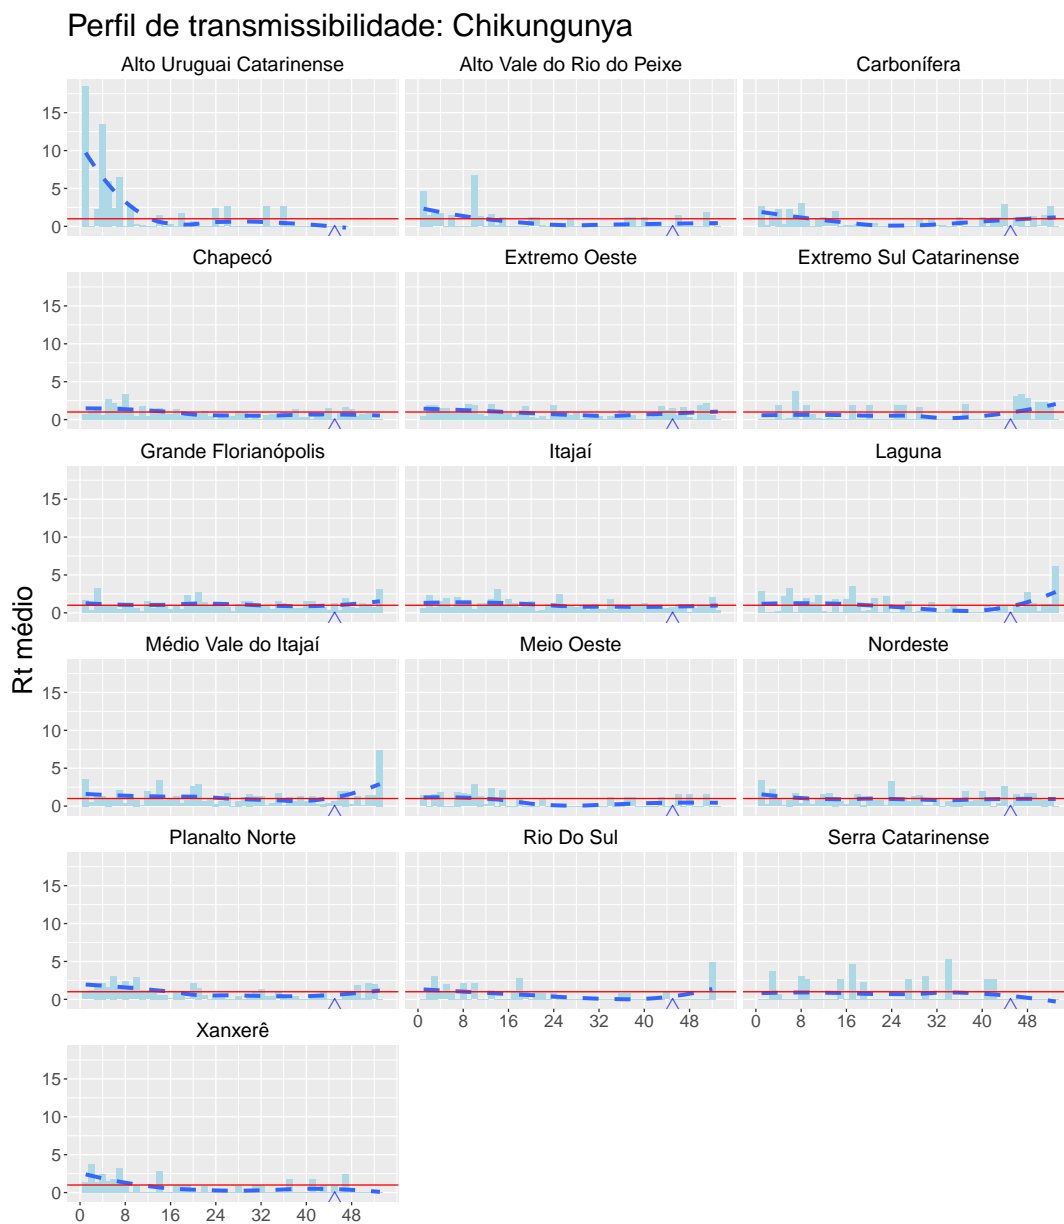 Perfil de transmissibilidade: Chikungunya
Alto Uruguai Catarinense Alto Vale do Rio do Peixe Carbonífera
15
10
5
0
Chapecó Extremo Oeste Extremo Sul Catarinense
15
10
5
0
Grande Florianópolis Itajaí Laguna
15
10
5
0
Rt médio
Médio Vale do Itajaí Meio Oeste Nordeste
15
10
5
0
Planalto Norte Rio Do Sul Serra Catarinense
15
10
5
0
0 8 16 24 32 40 48 0 8 16 24 32 40 48
Xanxerê
15
10
5
0
0 8 16 24 32 40 48